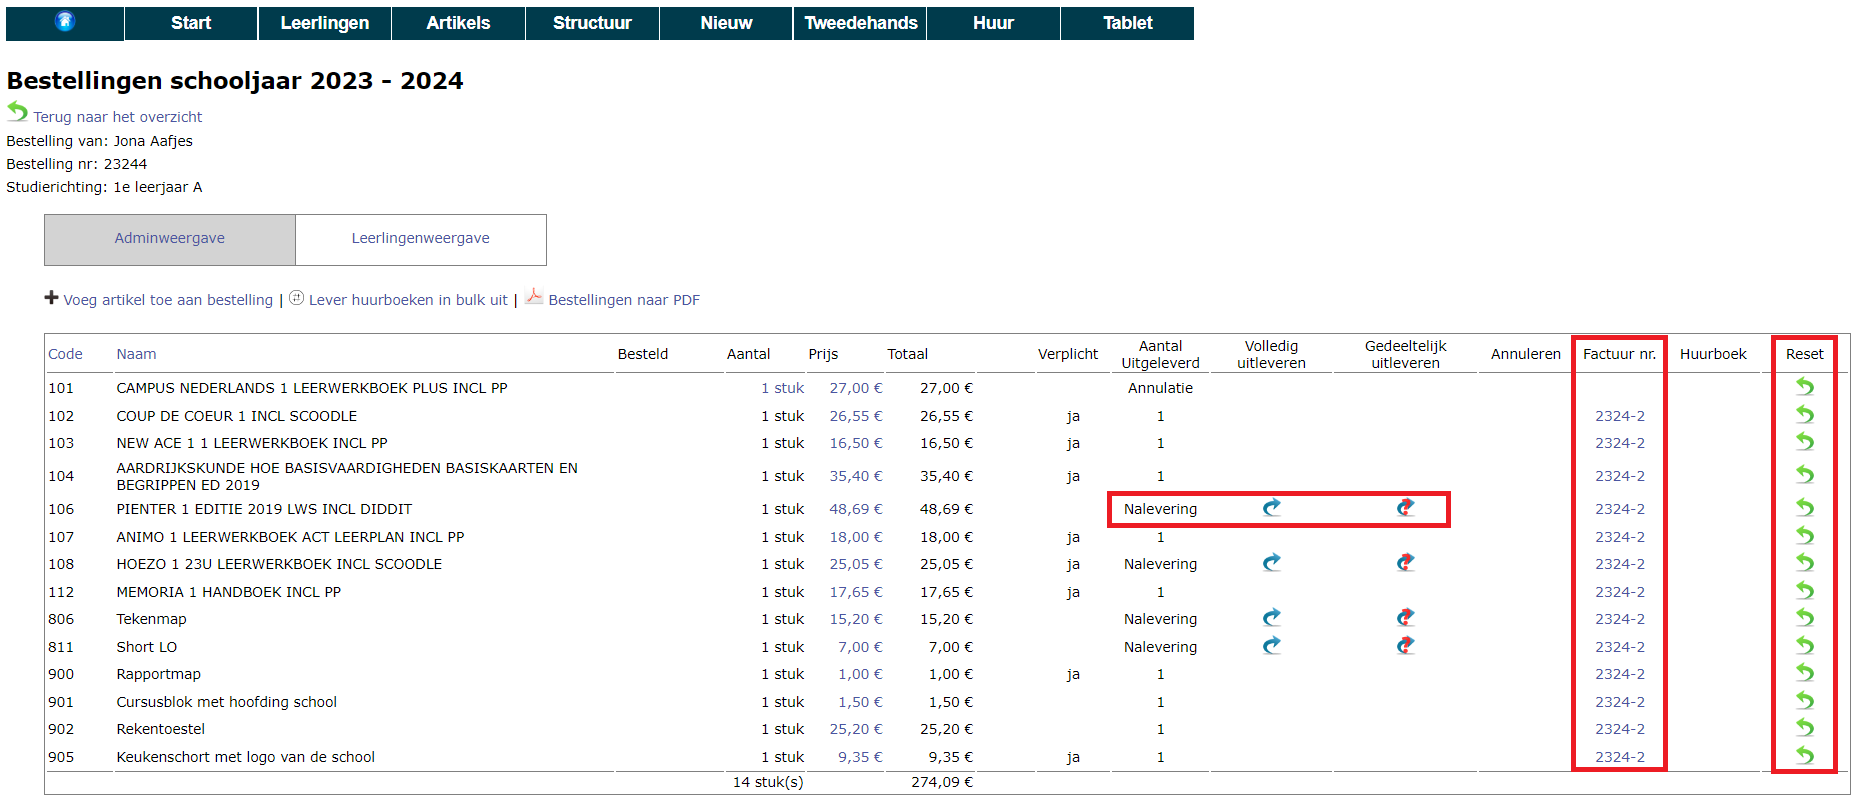 Start Leerlingen Artikels Structuur Nieuw Tweedehands Huur Tablet
Bestellingen schooljaar 2023 - 2024
Terug naar het overzicht
Bestelling van: Jona Aafjes
Bestelling nr: 23244
Studierichting: 1e leerjaar A
Adminweergave Leerlingenweergave
Voeg artikel toe aan bestelling | Lever huurboeken in bulk uit | Bestellingen naar PDF
Code Naam Besteld Aantal Prijs Totaal Verplicht Aantal Uitgeleverd Volledig uitleveren Gedeeltelijk uitleveren Annuleren Factuur nr. Huurboek Reset
101 CAMPUS NEDERLANDS 1 LEERWERKBOEK PLUS INCL PP 1 stuk 27,00 € 27,00 € Annulatie
102 COUP DE COEUR 1 INCL SCOODLE 1 stuk 26,55 € 26,55 € ja 1 2324-2
103 NEW ACE 1 1 LEERWERKBOEK INCL PP 1 stuk 16,50 € 16,50 € ja 1 2324-2
104 AARDRIJKSKUNDE HOE BASISVAARDIGHEDEN BASISKAARTEN EN BEGRIPPEN ED 2019 1 stuk 35,40 € 35,40 € ja 1 2324-2
106 PIENTER 1 EDITIE 2019 LWS INCL DIDDIT 1 stuk 48,69 € 48,69 € Nalevering 2324-2
107 ANIMO 1 LEERWERKBOEK ACT LEERPLAN INCL PP 1 stuk 18,00 € 18,00 € ja 1 2324-2
108 HOEZO 1 23U LEERWERKBOEK INCL SCOODLE 1 stuk 25,05 € 25,05 € ja Nalevering 2324-2
112 MEMORIA 1 HANDBOEK INCL PP 1 stuk 17,65 € 17,65 € ja 1 2324-2
806 Tekenmap 1 stuk 15,20 € 15,20 € Nalevering 2324-2
811 Short LO 1 stuk 7,00 € 7,00 € Nalevering 2324-2
900 Rapportmap 1 stuk 1,00 € 1,00 € ja 1 2324-2
901 Cursusblok met hoofding school 1 stuk 1,50 € 1,50 € 1 2324-2
902 Rekentoestel 1 stuk 25,20 € 25,20 € 1 2324-2
905 Keukenschort met logo van de school 1 stuk 9,35 € 9,35 € ja 1 2324-2
14 stuk(s) 274,09 €